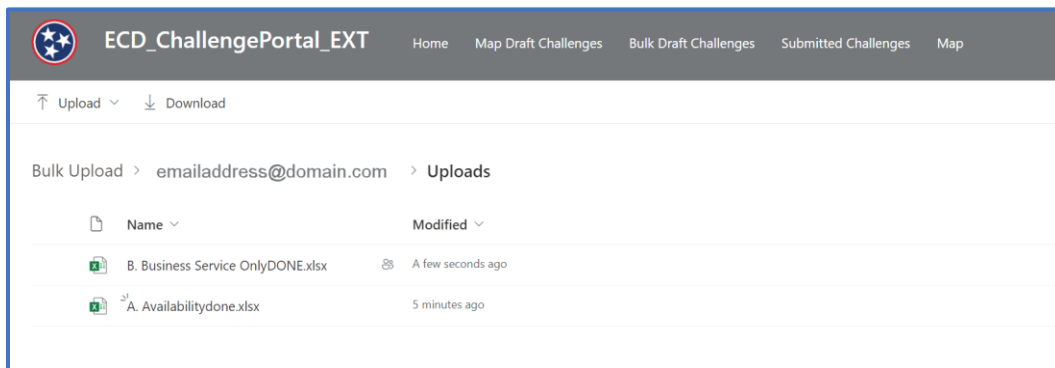 ECD_ChallengePortal_EXT Home Map Draft Challenges Bulk Draft Challenges Submitted Challenges Map
Upload Download
Bulk Upload > emailaddress@domain.com > Uploads
Name Modified
B. Business Service OnlyDONE.xlsx A few seconds ago
A. Availabilitydone.xlsx 5 minutes ago